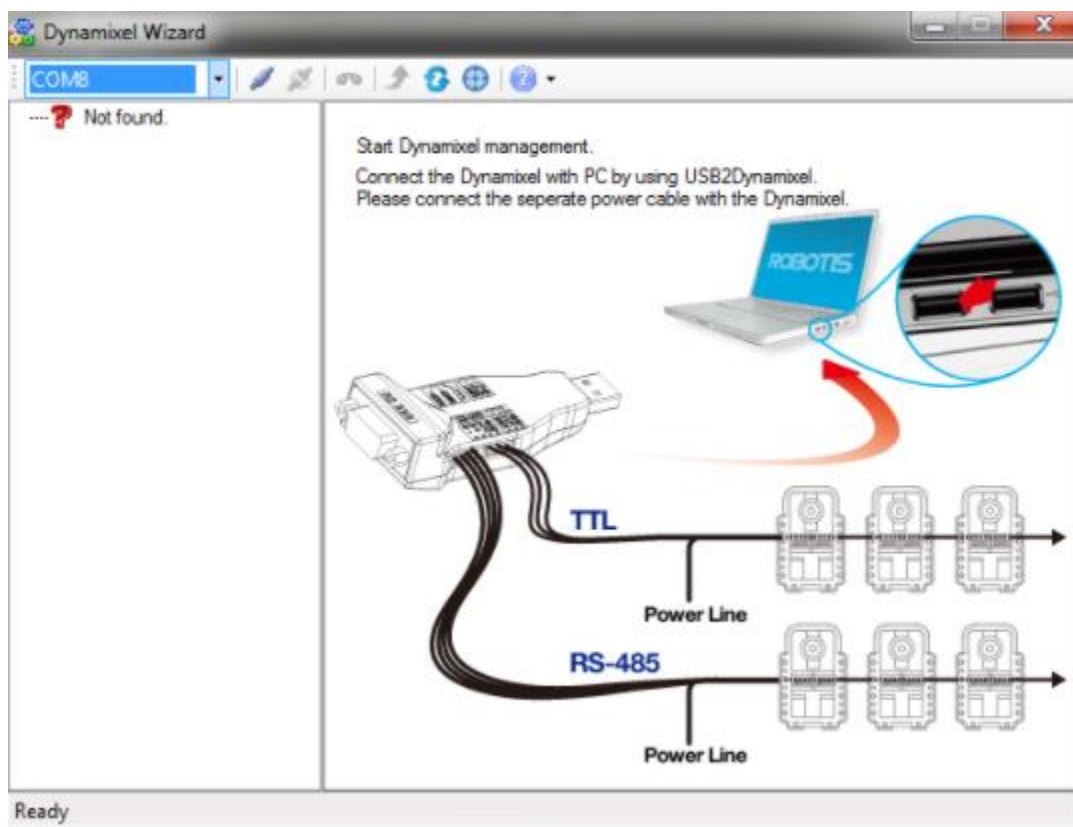 Dynamixel Wizard
COM8
Not found.
Start Dynamixel management.
Connect the Dynamixel with PC by using USB2Dynamixel.
Please connect the seperate power cable with the Dynamixel.
ROBOTIS
TTL
Power Line
RS-485
Power Line
Ready